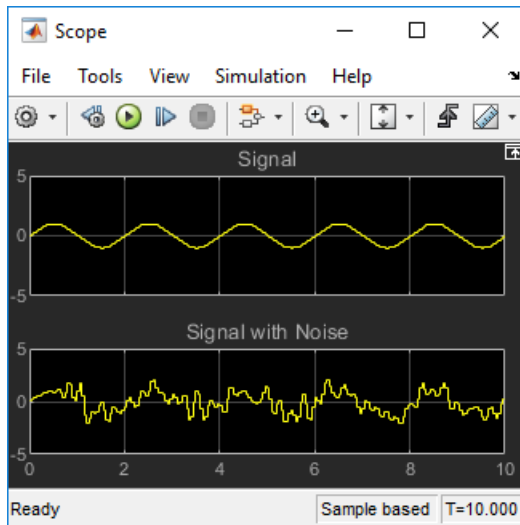 Scope
File Tools View Simulation Help
Signal
5
0
-5
Signal with Noise
5
0
-5
0 2 4 6 8 10
Ready Sample based T=10.000